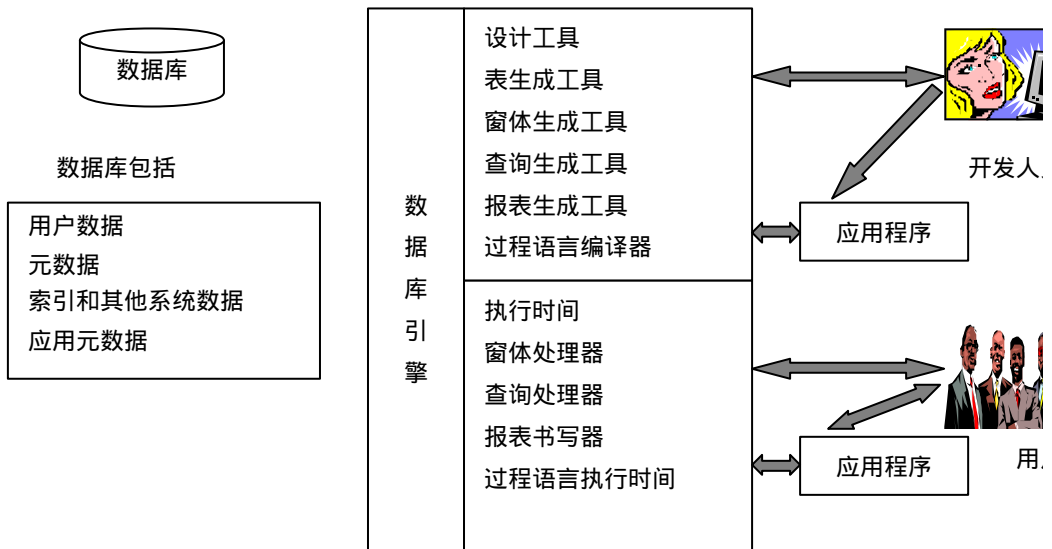 数据库
数据库包括
用户数据
元数据
索引和其他系统数据
应用元数据
数
据
库
引
擎
设计工具
表生成工具
窗体生成工具
查询生成工具
报表生成工具
过程语言编译器
执行时间
窗体处理器
查询处理器
报表书写器
过程语言执行时间
开发人
应用程序
应用程序
用